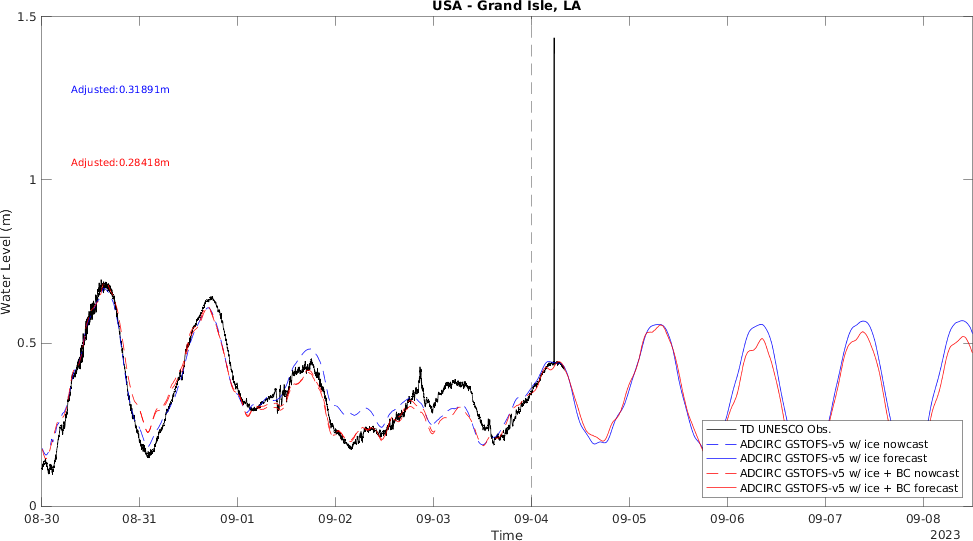 USA - Grand Isle, LA
1.5
Adjusted:0.31891m
Adjusted:0.28418m
1
Water Level (m)
0.5
TD UNESCO Obs.
ADCIRC GSTOFS-v5 w/ ice nowcast
ADCIRC GSTOFS-v5 w/ ice forecast
ADCIRC GSTOFS-v5 w/ ice + BC nowcast
ADCIRC GSTOFS-v5 w/ ice + BC forecast
0
08-30 08-31 09-01 09-02 09-03 09-04 09-05 09-06 09-07 09-08
Time
2023